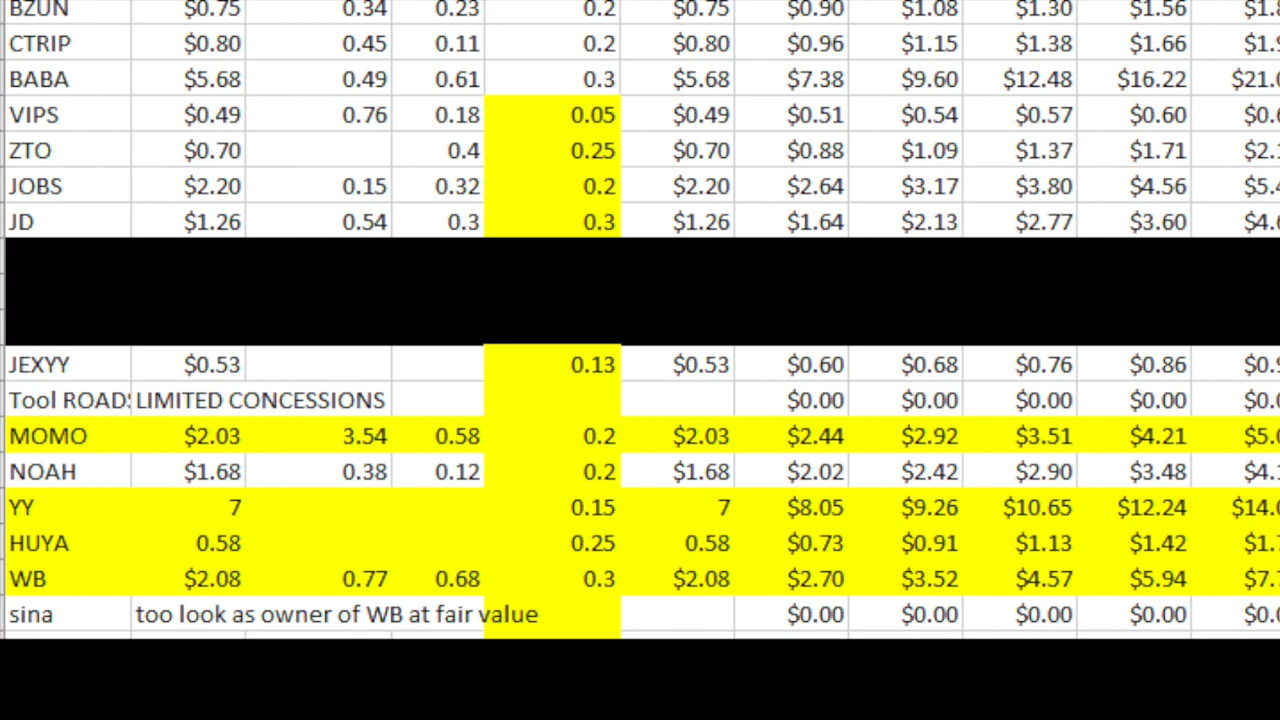 BZUN $0.75 0.34 0.23 0.2 $0.75 $0.90 $1.08 $1.30 $1.56
CTRIP $0.80 0.45 0.11 0.2 $0.80 $0.96 $1.15 $1.38 $1.66
BABA $5.68 0.49 0.61 0.3 $5.68 $7.38 $9.60 $12.48 $16.22
VIPS $0.49 0.76 0.18 0.05 $0.49 $0.51 $0.54 $0.57 $0.60
ZTO $0.70 0.4 0.25 $0.70 $0.88 $1.09 $1.37 $1.71
JOBS $2.20 0.15 0.32 0.2 $2.20 $2.64 $3.17 $3.80 $4.56
JD $1.26 0.54 0.3 0.3 $1.26 $1.64 $2.13 $2.77 $3.60
JEXYY $0.53 0.13 $0.53 $0.60 $0.68 $0.76 $0.86
Tool ROADS LIMITED CONCESSIONS $0.00 $0.00 $0.00 $0.00
MOMO $2.03 3.54 0.58 0.2 $2.03 $2.44 $2.92 $3.51 $4.21
NOAH $1.68 0.38 0.12 0.2 $1.68 $2.02 $2.42 $2.90 $3.48
YY 7 0.15 7 $8.05 $9.26 $10.65 $12.24
HUYA 0.58 0.25 0.58 $0.73 $0.91 $1.13 $1.42
WB $2.08 0.77 0.68 0.3 $2.08 $2.70 $3.52 $4.57 $5.94
sina too look as owner of WB at fair value $0.00 $0.00 $0.00 $0.00